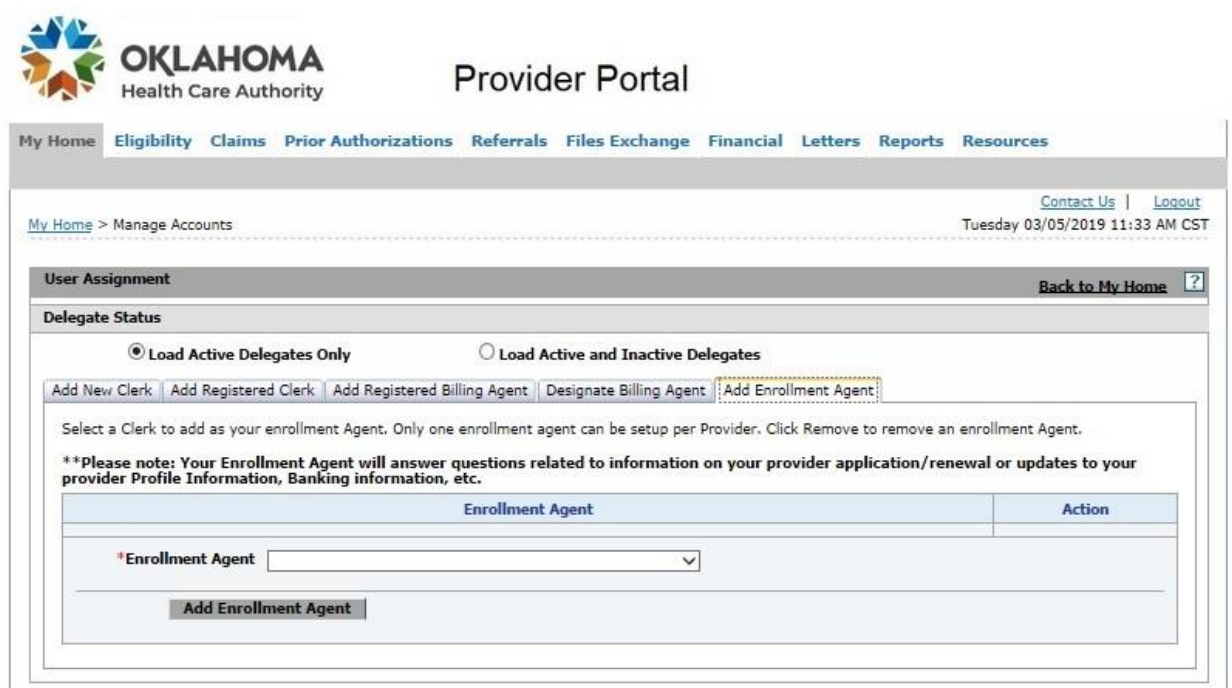 OKLAHOMA
Health Care Authority
Provider Portal
My Home Eligibility Claims Prior Authorizations Referrals Files Exchange Financial Letters Reports Resources
Contact Us | Logout
My Home > Manage Accounts Tuesday 03/05/2019 11:33 AM CST
User Assignment Back to My Home ?
Delegate Status
Load Active Delegates Only Load Active and Inactive Delegates
Add New Clerk Add Registered Clerk Add Registered Billing Agent Designate Billing Agent Add Enrollment Agent
Select a Clerk to add as your enrollment Agent. Only one enrollment agent can be setup per Provider. Click Remove to remove an enrollment Agent.
**Please note: Your Enrollment Agent will answer questions related to information on your provider application/renewal or updates to your
provider Profile Information, Banking information, etc.
Enrollment Agent Action
*Enrollment Agent
Add Enrollment Agent